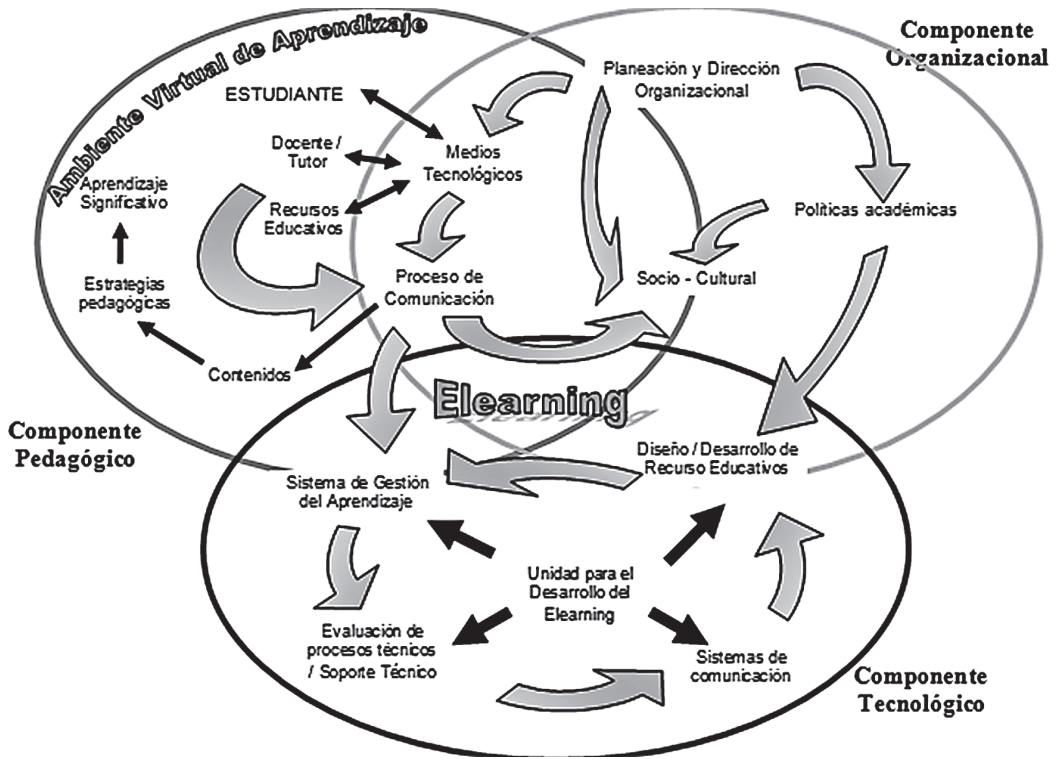 Ambiente Virtual de Aprendizaje
Componente
Organizacional
Planeación y Dirección
Organizacional
ESTUDIANTE
Docente /
Tutor
Medios
Tecnológicos
Aprendizaje
Significativo
Recursos
Educativos
Políticas académicas
Estrategias
pedagógicas
Proceso de
Comunicación
Socio - Cultural
Contenidos
Elearning
Componente
Pedagógico
Sistema de Gestión
del Aprendizaje
Diseño / Desarrollo de
Recurso Educativos
Unidad para el
Desarrollo del
Elearning
Evaluación de
procesos técnicos
/ Soporte Técnico
Sistemas de
comunicación
Componente
Tecnológico